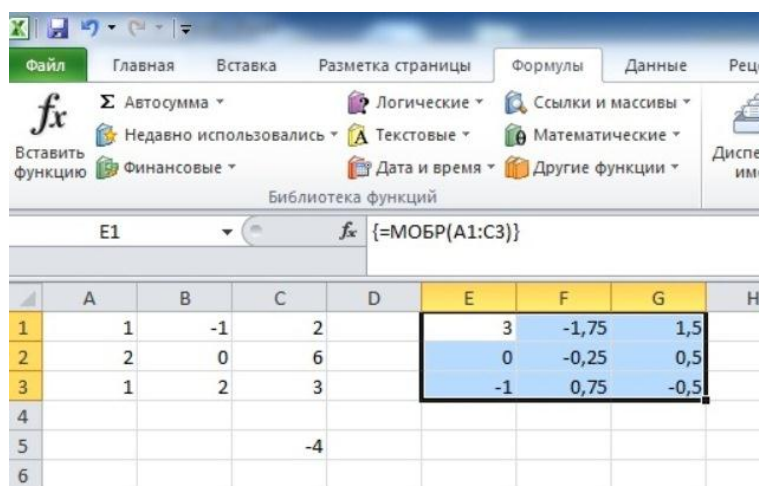 Файл Главная Вставка Разметка страницы Формулы Данные
fx Σ Автосумма Логические Ссылки и массивы
Недавно использовались Текстовые Математические
Вставить функцию Финансовые Дата и время Другие функции
Библиотека функций
E1 fx {=МОБР(A1:C3)}
A B C D E F G H
1 1 -1 2 3 -1,75 1,5
2 2 0 6 0 -0,25 0,5
3 1 2 3 -1 0,75 -0,5
4
5 -4
6